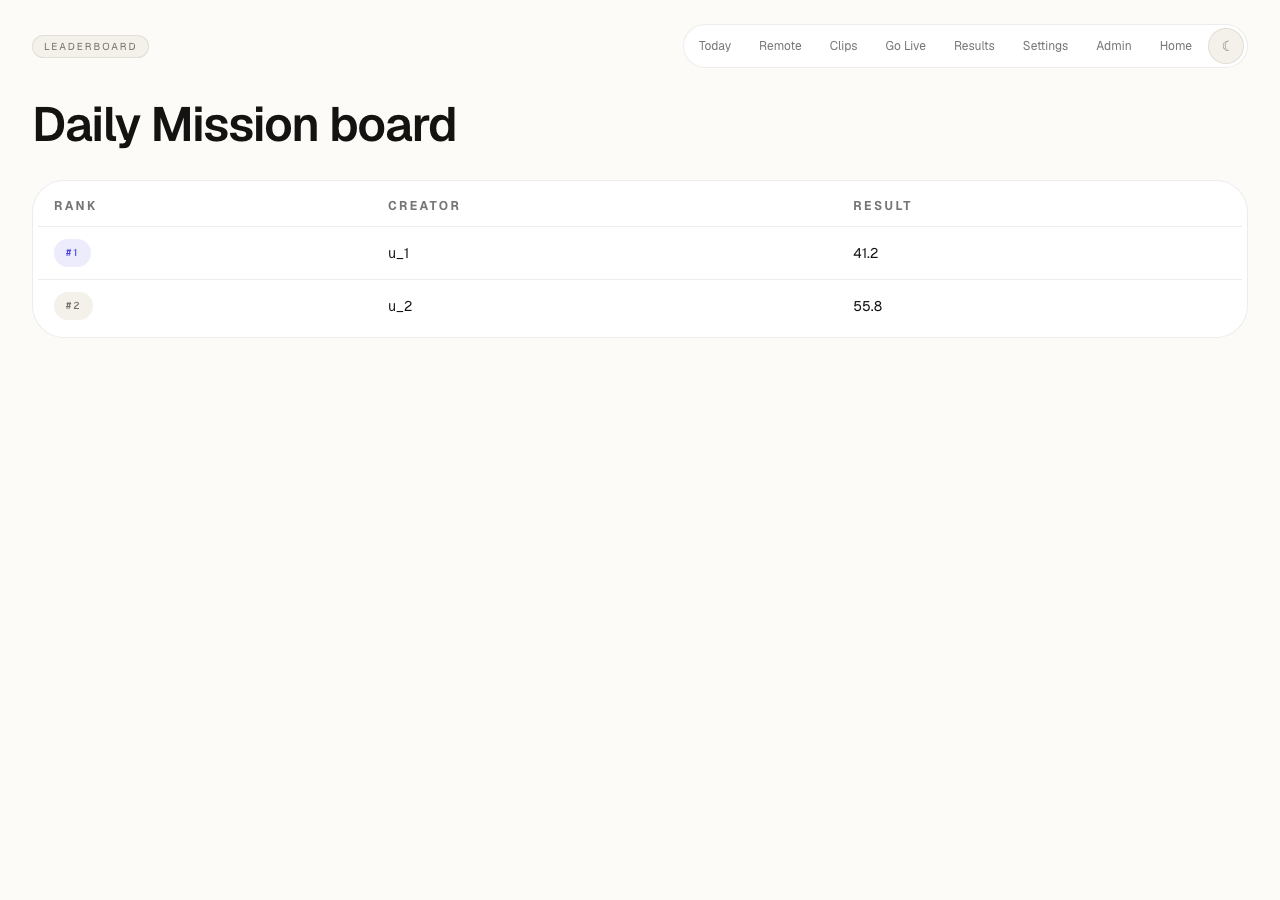 LEADERBOARD
Today Remote Clips Go Live Results Settings Admin Home ☾
Daily Mission board
RANK CREATOR RESULT
#1 u_1 41.2
#2 u_2 55.8